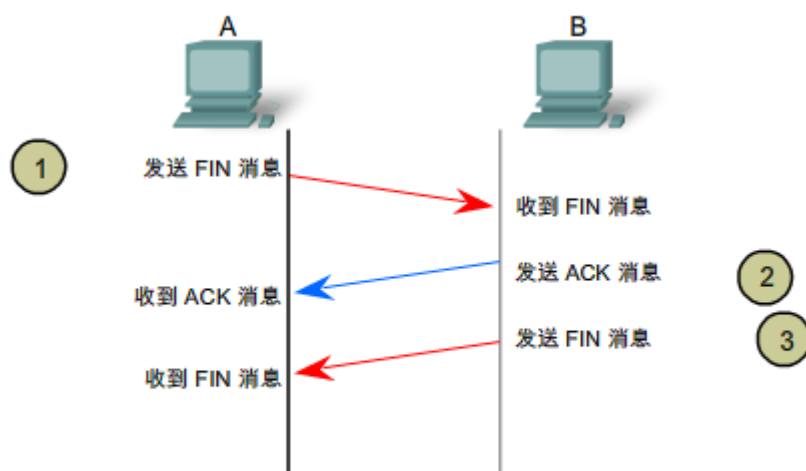 A
B
1
发送 FIN 消息
收到 FIN 消息
发送 ACK 消息
2
收到 ACK 消息
发送 FIN 消息
3
收到 FIN 消息